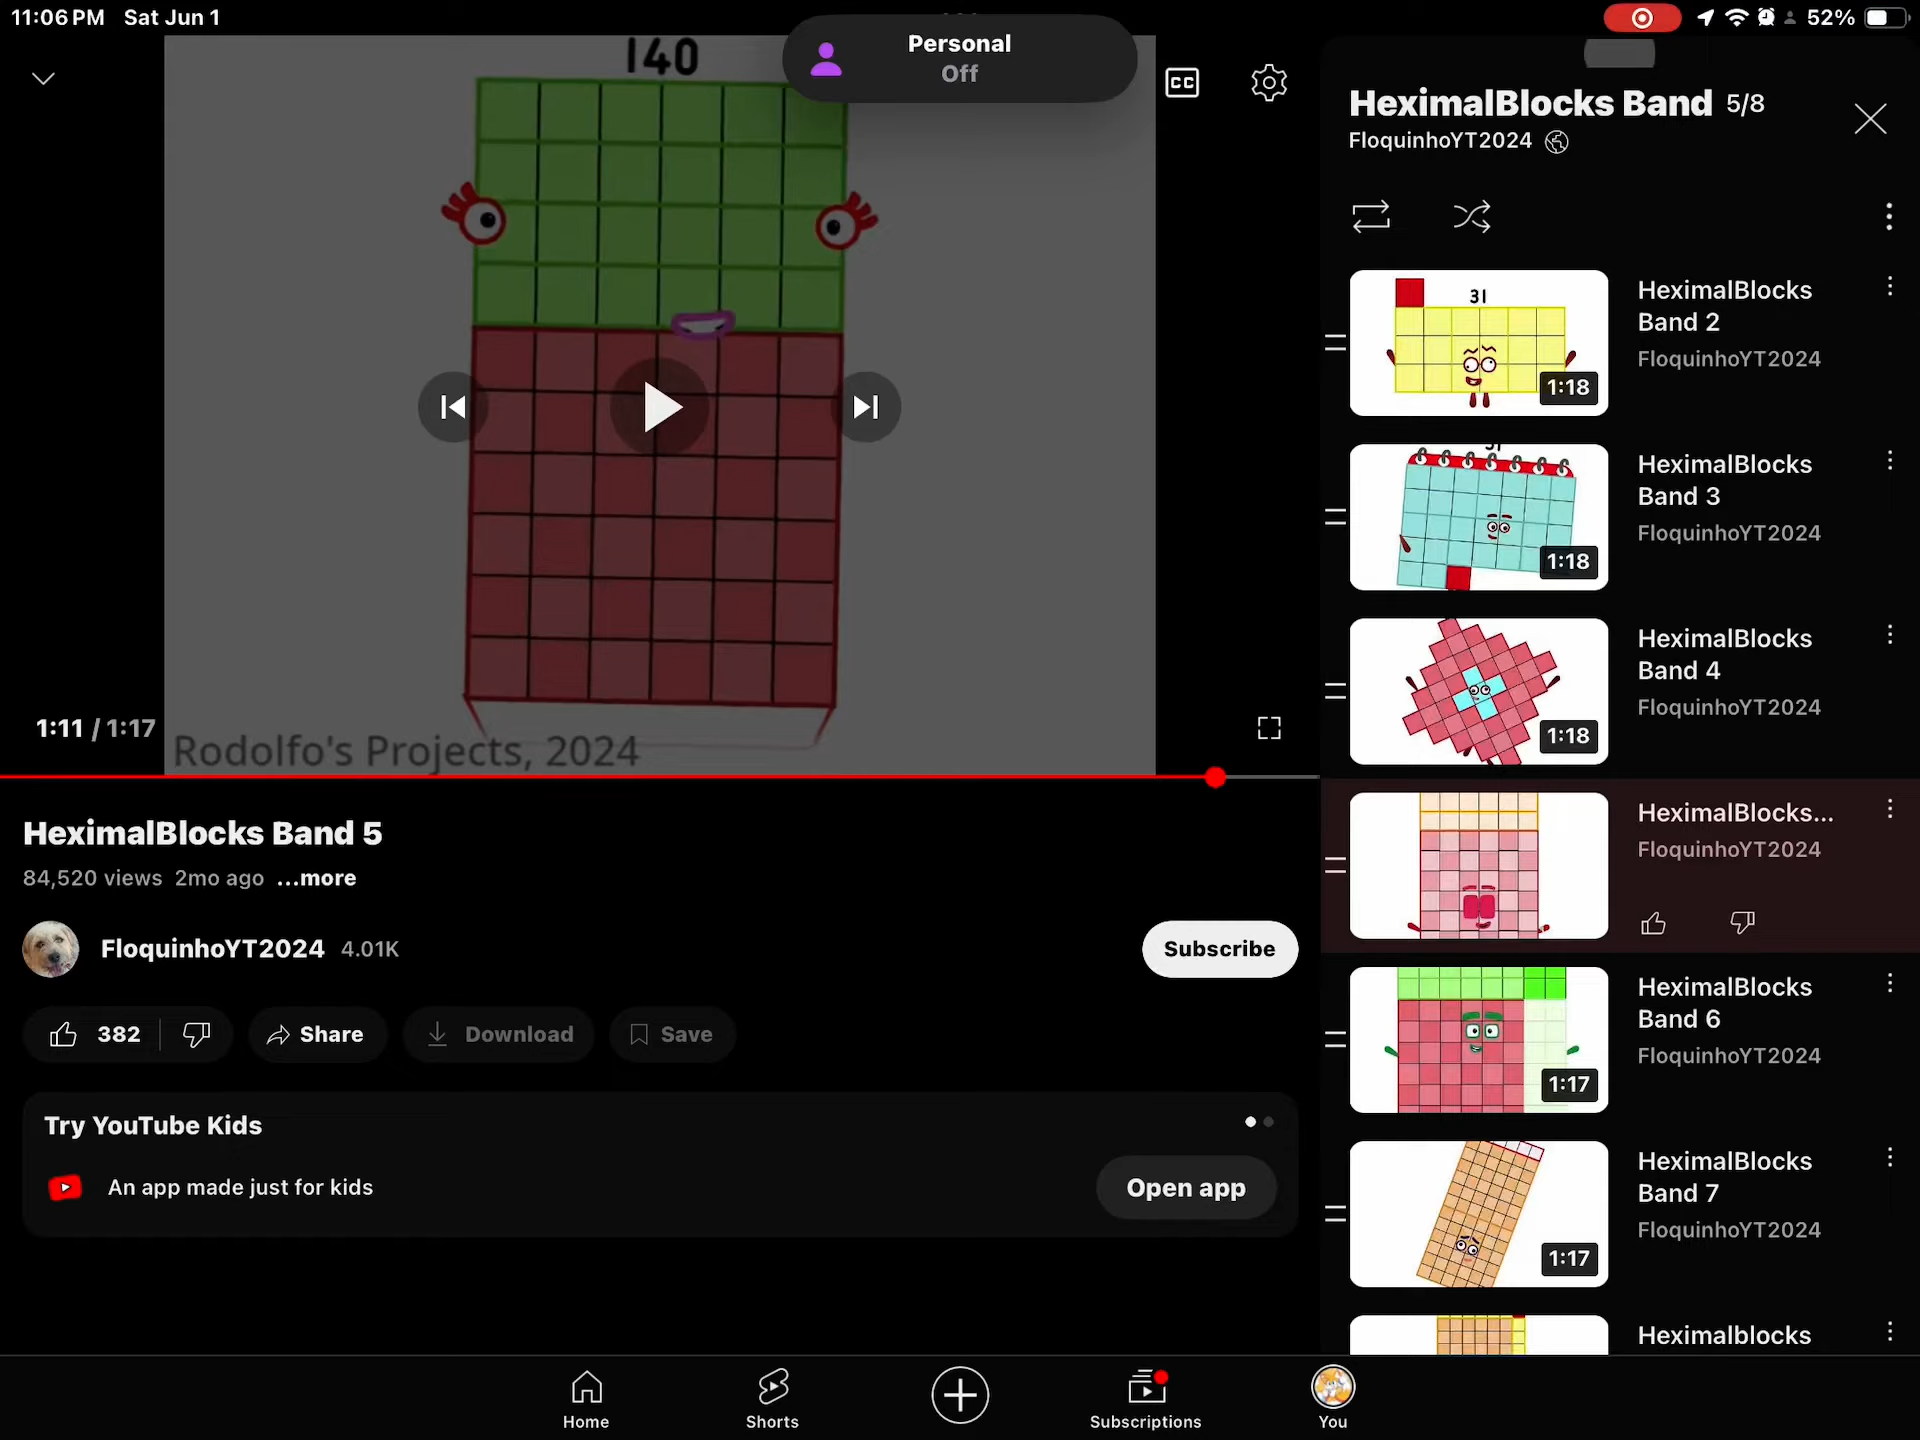 11:06 PM Sat Jun 1
52%
Personal
Off
140
CC
1:11 / 1:17
Rodolfo's Projects, 2024
HeximalBlocks Band 5
84,520 views 2mo ago ...more
FloquinhoYT2024 4.01K
Subscribe
382
Share
Download
Save
Try YouTube Kids
An app made just for kids
Open app
HeximalBlocks Band 5/8
FloquinhoYT2024
31
1:18
HeximalBlocks
Band 2
FloquinhoYT2024
1:18
HeximalBlocks
Band 3
FloquinhoYT2024
1:18
HeximalBlocks
Band 4
FloquinhoYT2024
HeximalBlocks...
FloquinhoYT2024
1:17
HeximalBlocks
Band 6
FloquinhoYT2024
1:17
HeximalBlocks
Band 7
FloquinhoYT2024
Heximalblocks
Home
Shorts
Subscriptions
You